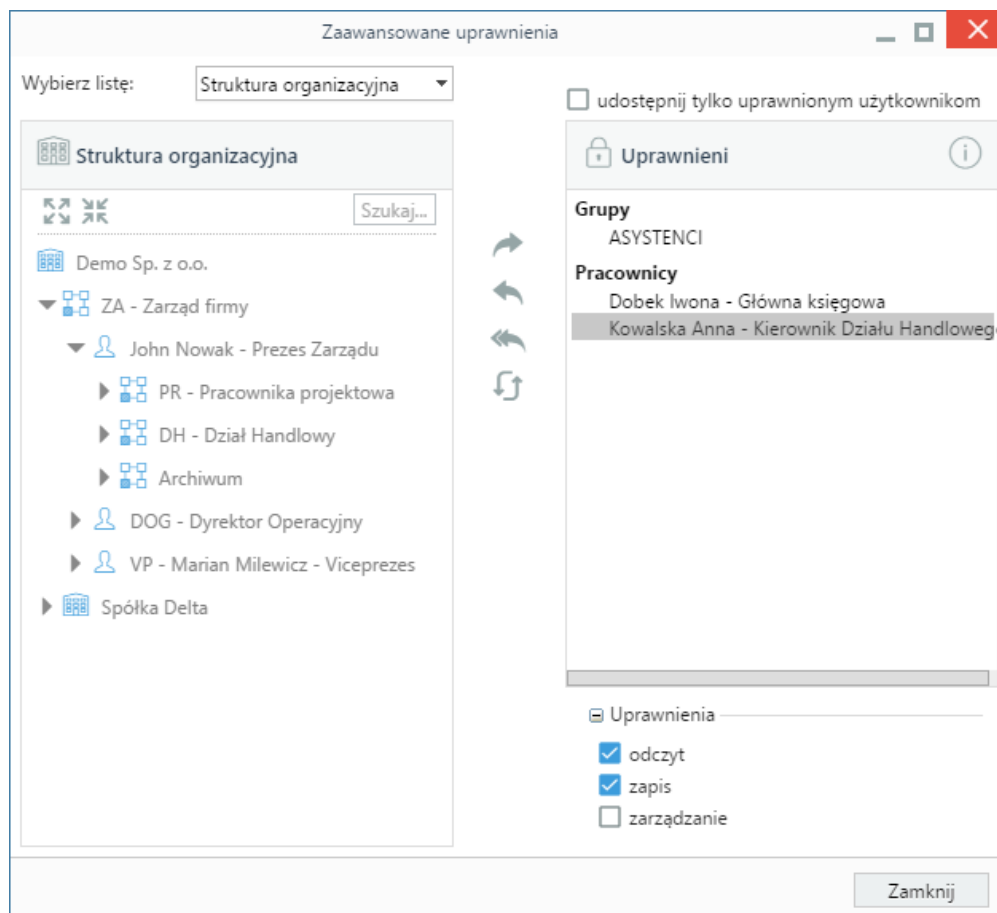 Zaawansowane uprawnienia
Wybierz listę:
Struktura organizacyjna
udostępnij tylko uprawnionym użytkownikom
Struktura organizacyjna
Szukaj...
Demo Sp. z o.o.
ZA - Zarząd firmy
John Nowak - Prezes Zarządu
PR - Pracownika projektowa
DH - Dział Handlowy
Archiwum
DOG - Dyrektor Operacyjny
VP - Marian Milewicz - Viceprezes
Spółka Delta
Uprawnieni
Grupy
ASYSTENCI
Pracownicy
Dobek Iwona - Główna księgowa
Kowalska Anna - Kierownik Działu Handloweg
Uprawnienia
odczyt
zapis
zarządzanie
Zamknij